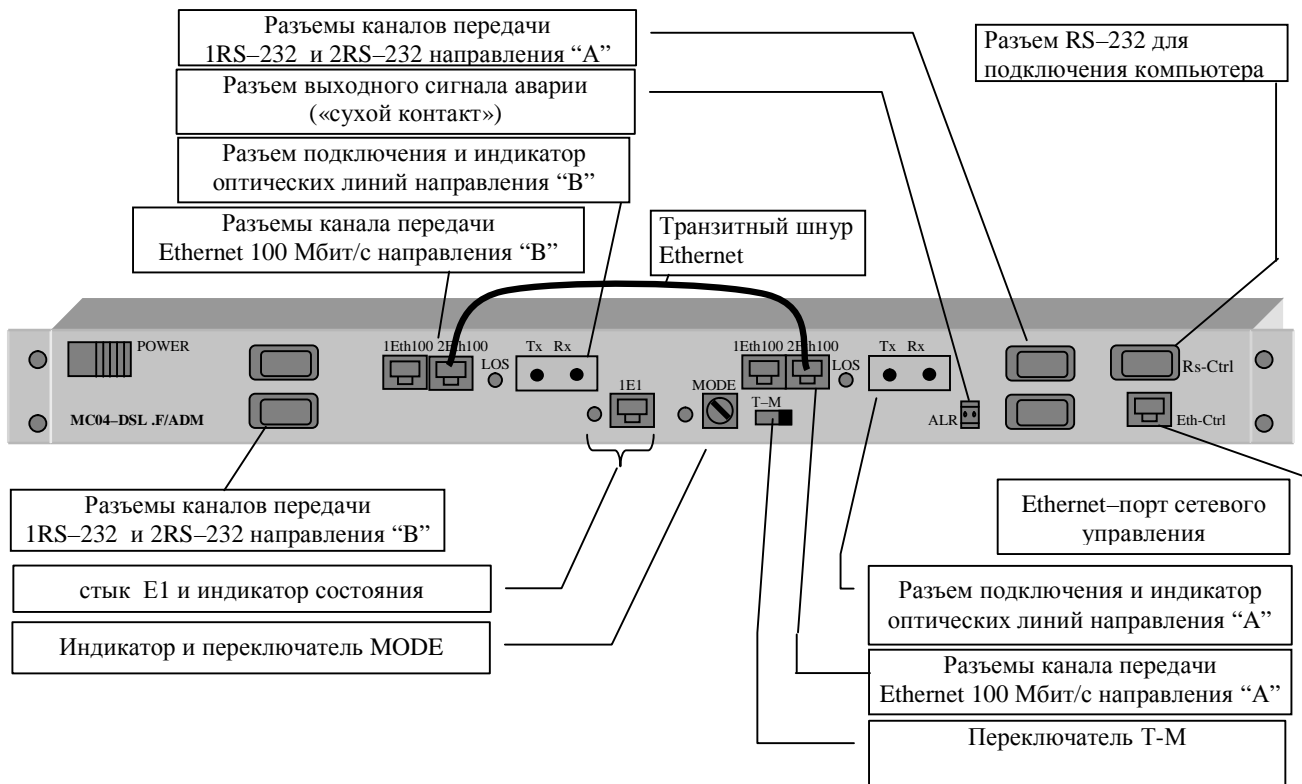 Разъемы каналов передачи
1RS–232 и 2RS–232 направления “A”
Разъем RS–232 для
подключения компьютера
Разъем выходного сигнала аварии
(«сухой контакт»)
Разъем подключения и индикатор
оптических линий направления “B”
Разъемы канала передачи
Ethernet 100 Мбит/с направления “B”
Транзитный шнур
Ethernet
POWER
1Eth100 2Eth100
LOS
Tx Rx
1Eth100 2Eth100
LOS
Tx Rx
Rs-Ctrl
1E1
MODE
T–M
MC04–DSL .F/ADM
ALR
Eth-Ctrl
Разъемы каналов передачи
1RS–232 и 2RS–232 направления “B”
Ethernet–порт сетевого
управления
стык E1 и индикатор состояния
Разъем подключения и индикатор
оптических линий направления “A”
Индикатор и переключатель MODE
Разъемы канала передачи
Ethernet 100 Мбит/с направления “A”
Переключатель T-M